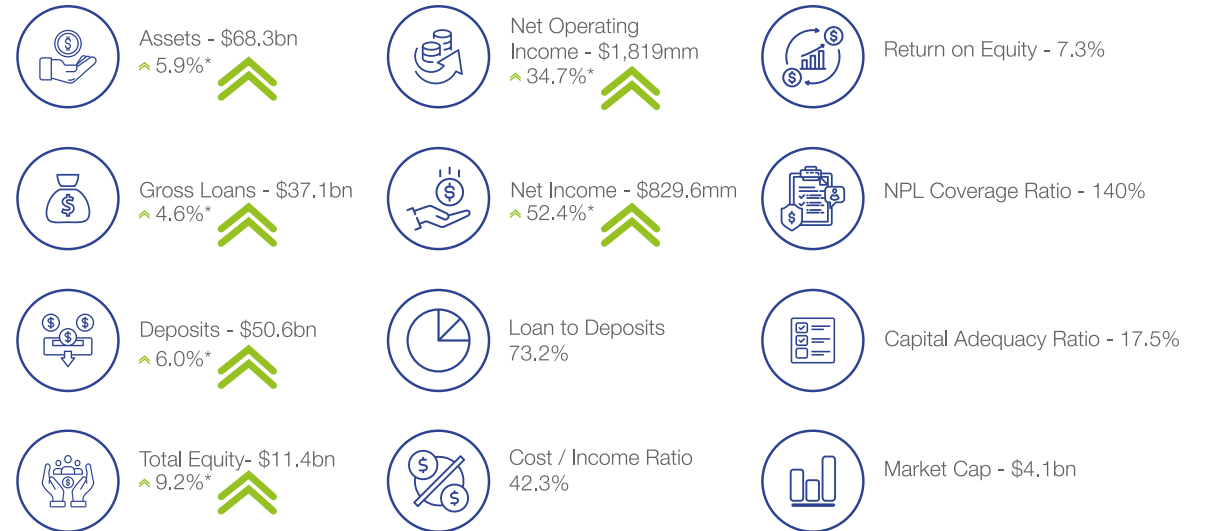 Assets - $68.3bn
5.9%*
Gross Loans - $37.1bn
4.6%*
Deposits - $50.6bn
6.0%*
Total Equity- $11.4bn
9.2%*
Net Operating
Income - $1,819mm
34.7%*
Net Income - $829.6mm
52.4%*
Loan to Deposits
73.2%
Cost / Income Ratio
42.3%
Return on Equity - 7.3%
NPL Coverage Ratio - 140%
Capital Adequacy Ratio - 17.5%
Market Cap - $4.1bn